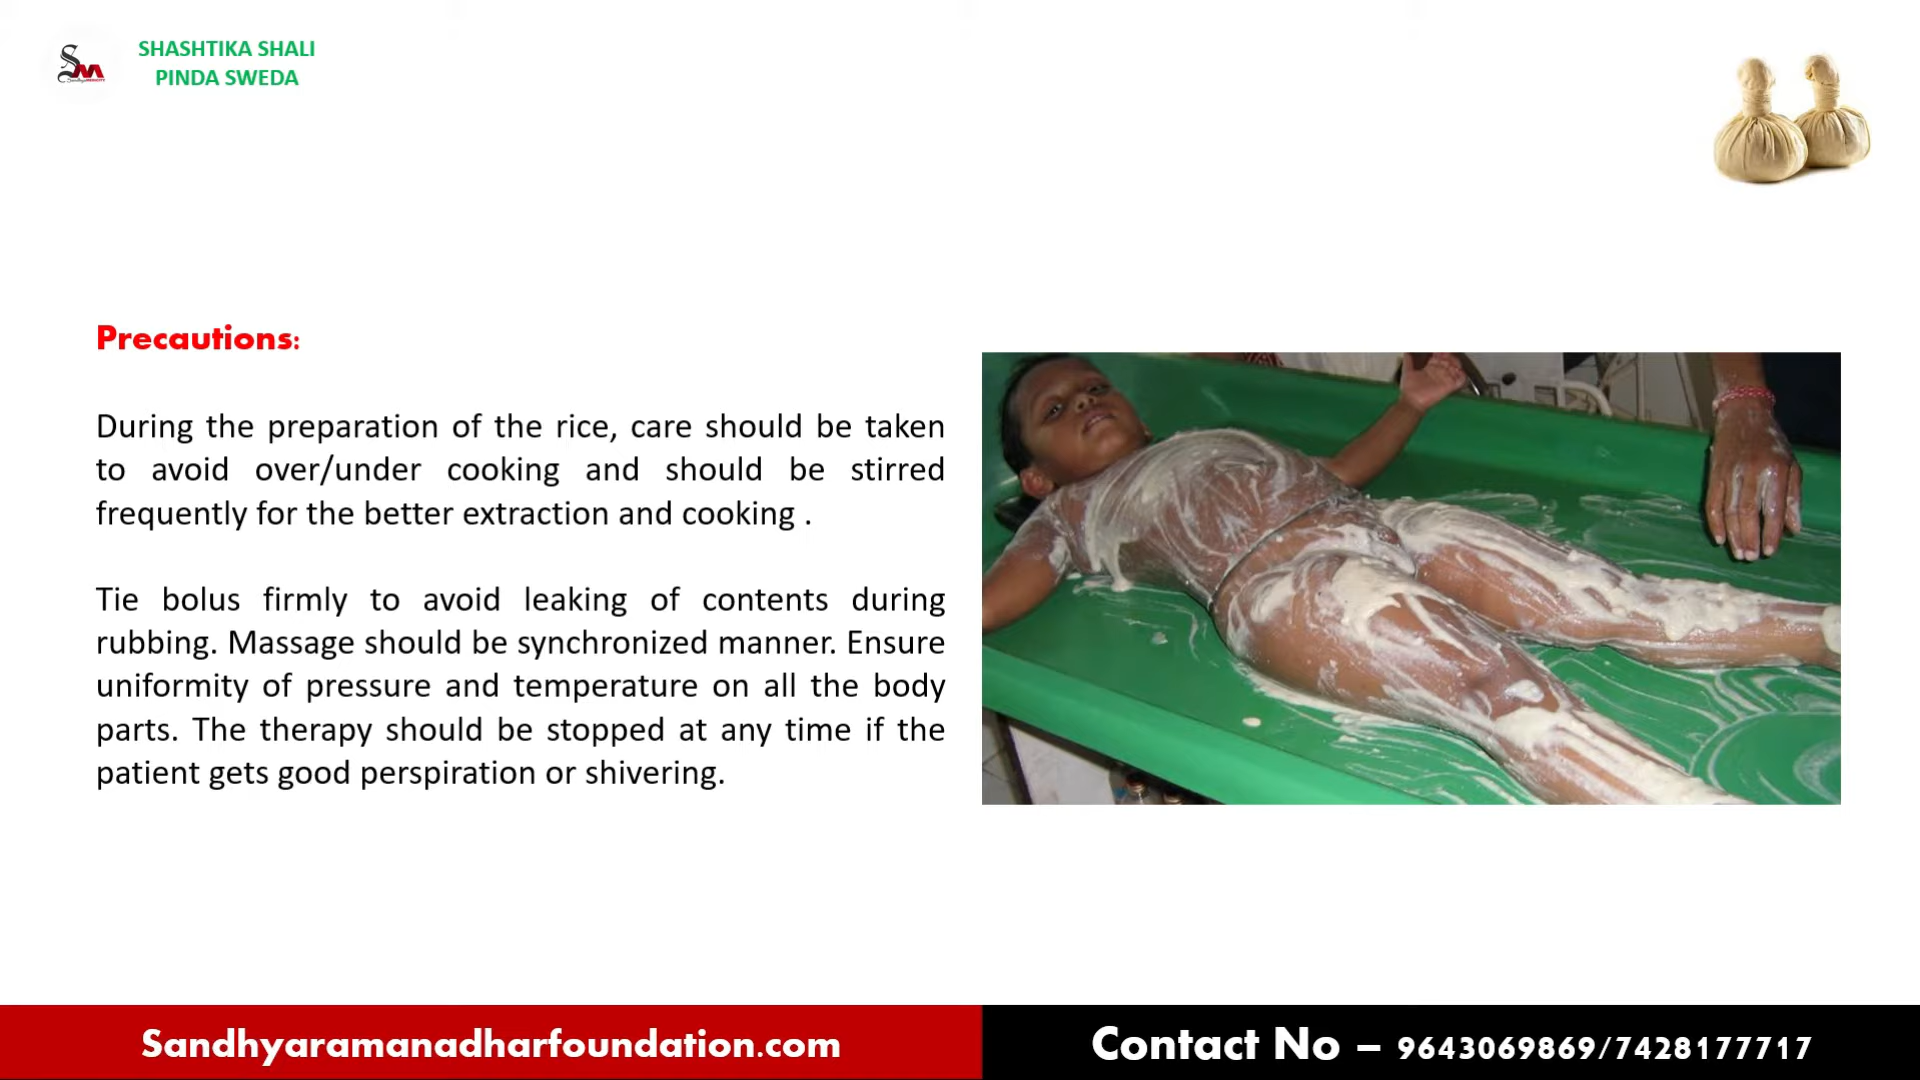 SHASHTIKA SHALI
PINDA SWEDA
Precautions:
During the preparation of the rice, care should be taken
to avoid over/under cooking and should be stirred
frequently for the better extraction and cooking .
Tie bolus firmly to avoid leaking of contents during
rubbing. Massage should be synchronized manner. Ensure
uniformity of pressure and temperature on all the body
parts. The therapy should be stopped at any time if the
patient gets good perspiration or shivering.
Sandhyaramanadharfoundation.com
Contact No – 9643069869/7428177717